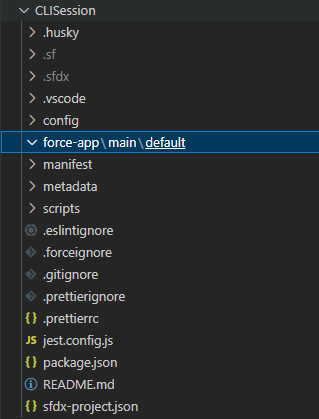 CLISession
.husky
.sf
.sfdx
.vscode
config
force-app\main\default
manifest
metadata
scripts
.eslintignore
.forceignore
.gitignore
.prettierignore
{} .prettierrc
JS jest.config.js
{} package.json
README.md
{} sfdx-project.json